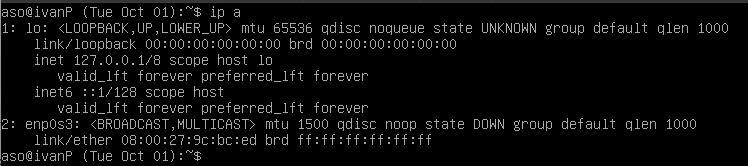 aso@ivanP (Tue Oct 01):~$ ip a
1: lo: <LOOPBACK,UP,LOWER_UP> mtu 65536 qdisc noqueue state UNKNOWN group default qlen 1000
    link/loopback 00:00:00:00:00:00 brd 00:00:00:00:00:00
    inet 127.0.0.1/8 scope host lo
       valid_lft forever preferred_lft forever
    inet6 ::1/128 scope host
       valid_lft forever preferred_lft forever
2: enp0s3: <BROADCAST,MULTICAST> mtu 1500 qdisc noop state DOWN group default qlen 1000
    link/ether 08:00:27:9c:bc:ed brd ff:ff:ff:ff:ff:ff
aso@ivanP (Tue Oct 01):~$